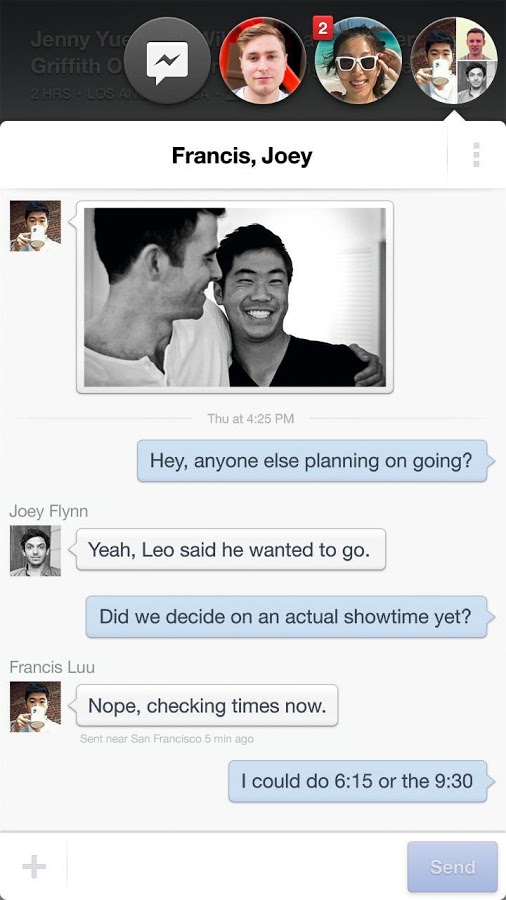 Jenny Yue
Griffith O
2 HRS • LOS AN
2
Francis, Joey
Thu at 4:25 PM
Hey, anyone else planning on going?
Joey Flynn
Yeah, Leo said he wanted to go.
Did we decide on an actual showtime yet?
Francis Luu
Nope, checking times now.
Sent near San Francisco 5 min ago
I could do 6:15 or the 9:30
Send